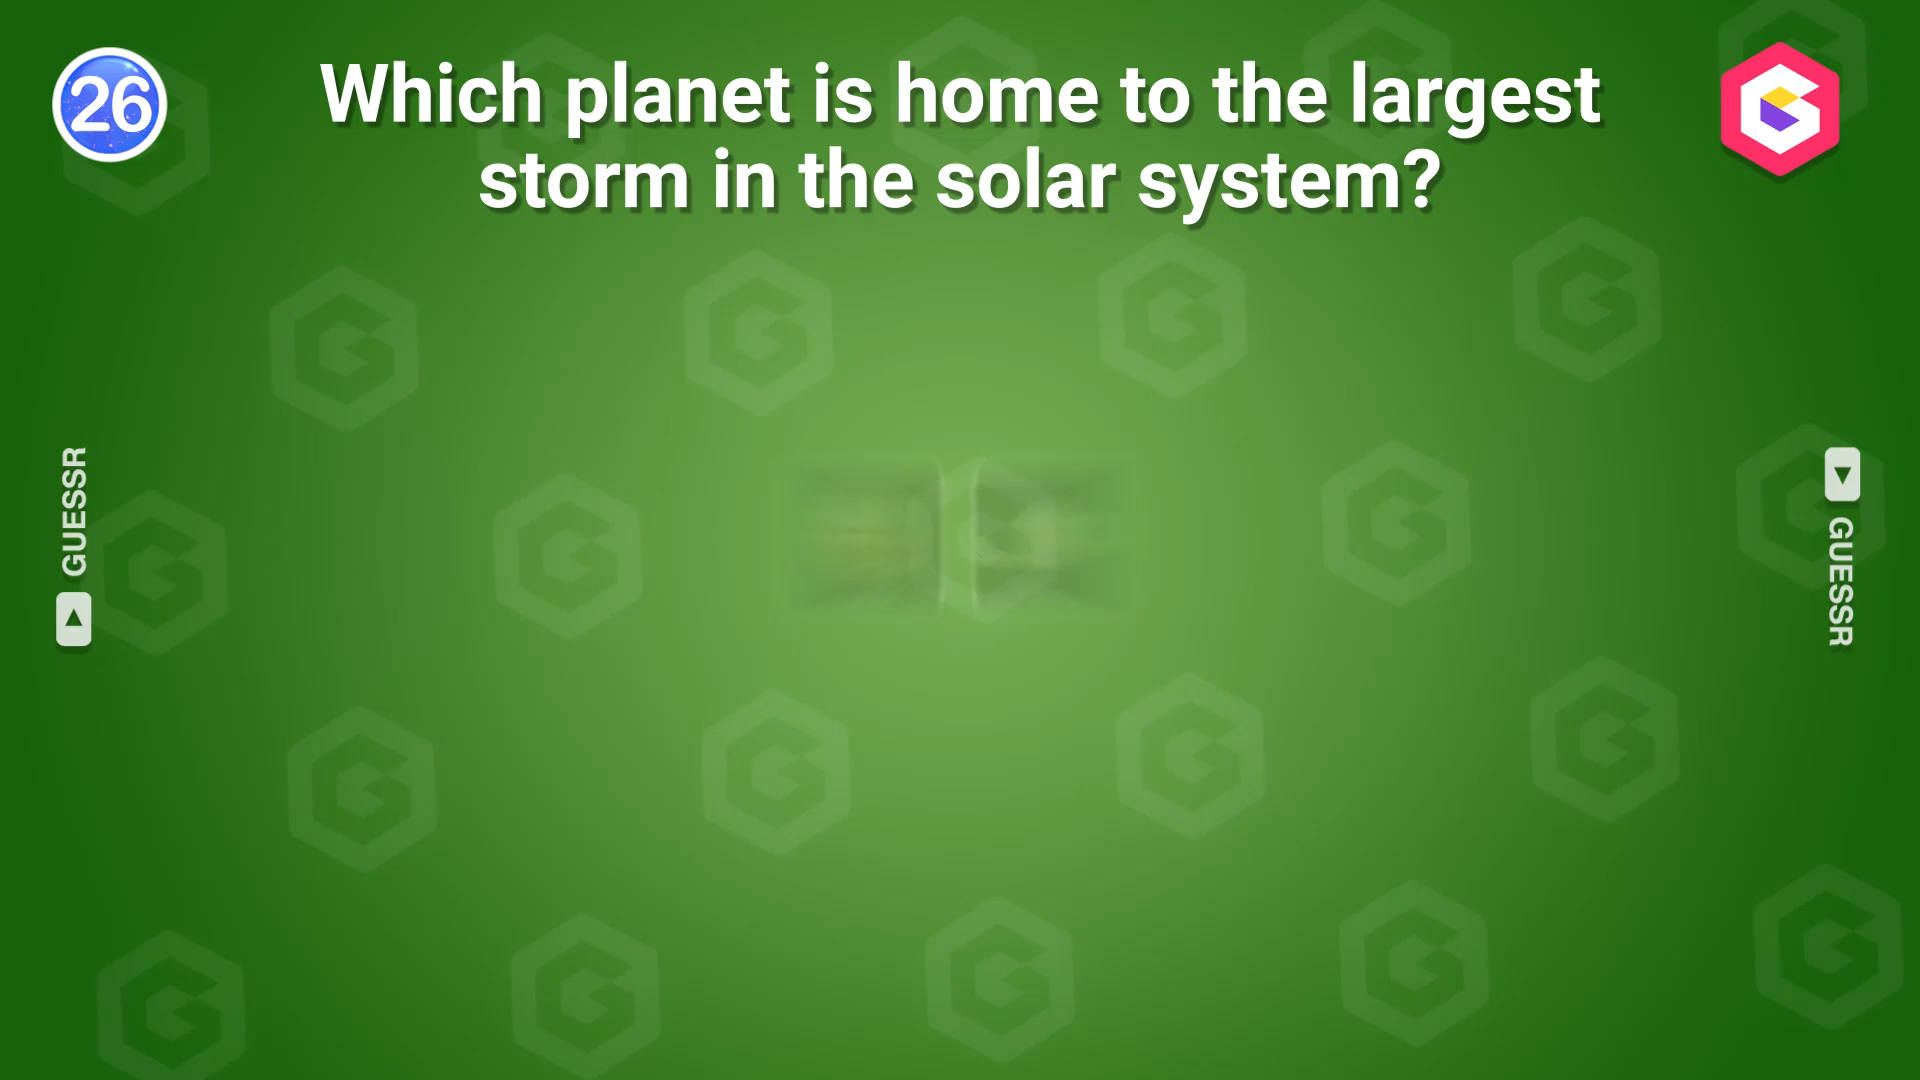 26
Which planet is home to the largest
storm in the solar system?
GUESSR
GUESSR